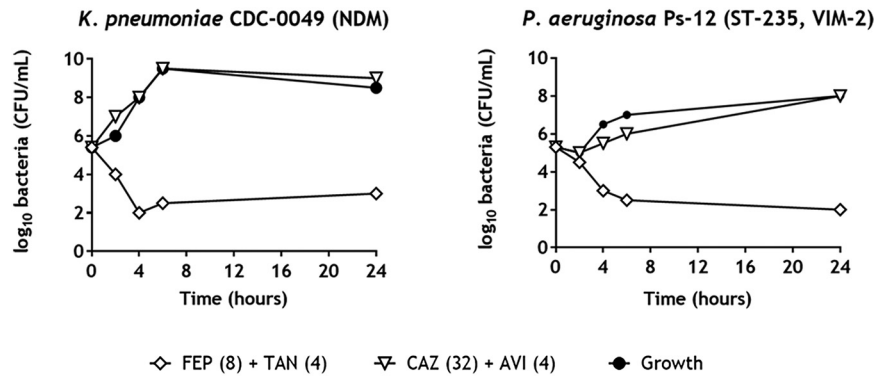 K. pneumoniae CDC-0049 (NDM)
P. aeruginosa Ps-12 (ST-235, VIM-2)
log10 bacteria (CFU/mL)
10
8
6
4
2
0
0 4 8 12 16 20 24
Time (hours)
log10 bacteria (CFU/mL)
10
8
6
4
2
0
0 4 8 12 16 20 24
Time (hours)
FEP (8) + TAN (4) CAZ (32) + AVI (4) Growth